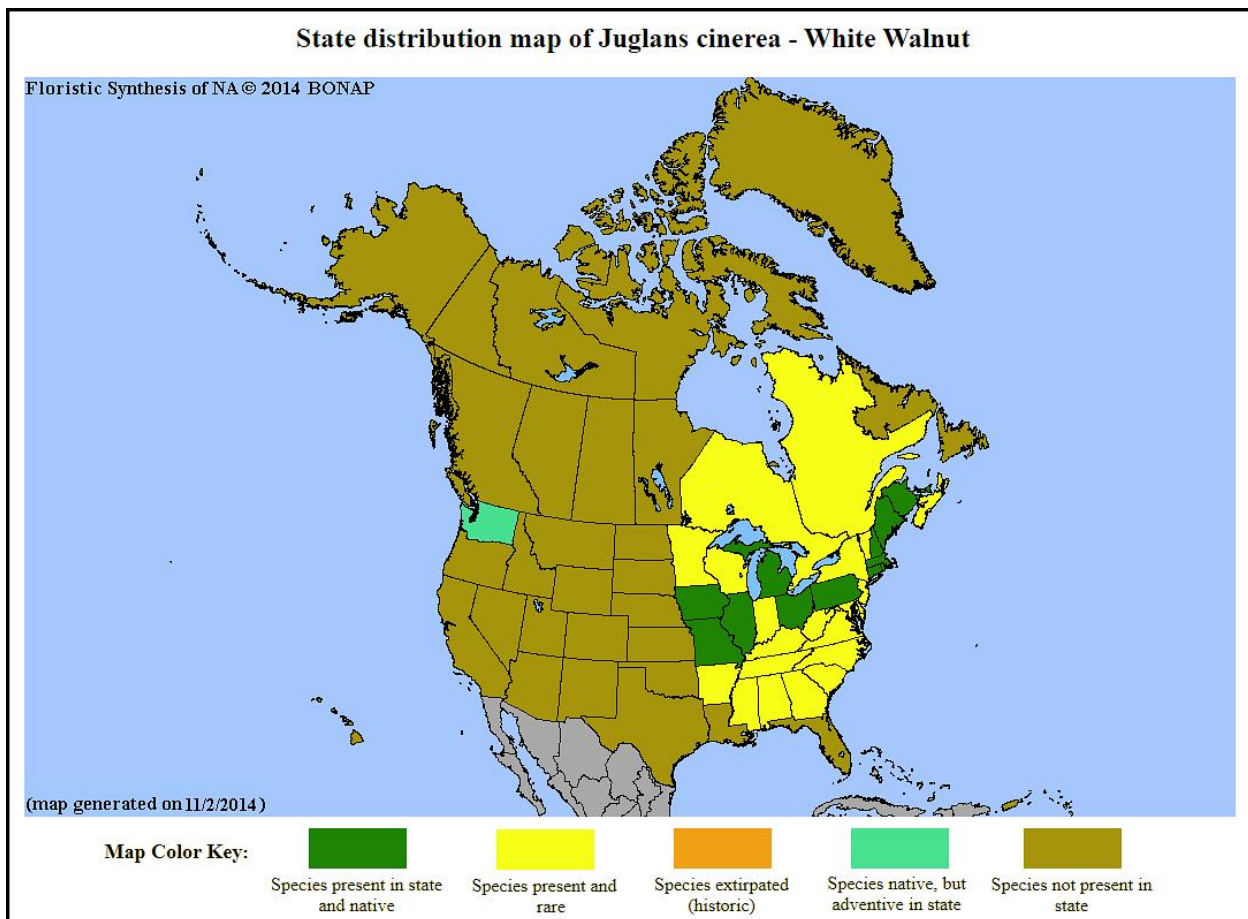 State distribution map of Juglans cinerea - White Walnut
Floristic Synthesis of NA © 2014 BONAP
(map generated on 11/2/2014)
Map Color Key:
Species present in state
and native
Species present and
rare
Species extirpated
(historic)
Species native, but
adventive in state
Species not present in
state